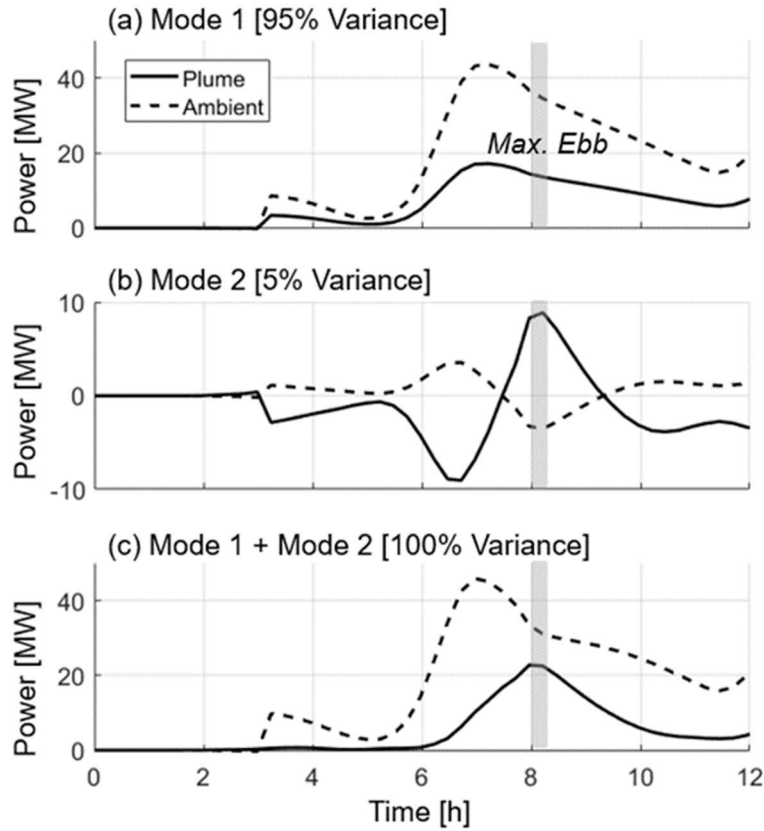 (a) Mode 1 [95% Variance]
Power [MW]
40
20
0
Plume
Ambient
Max. Ebb
(b) Mode 2 [5% Variance]
Power [MW]
10
0
-10
(c) Mode 1 + Mode 2 [100% Variance]
Power [MW]
40
20
0
0 2 4 6 8 10 12
Time [h]